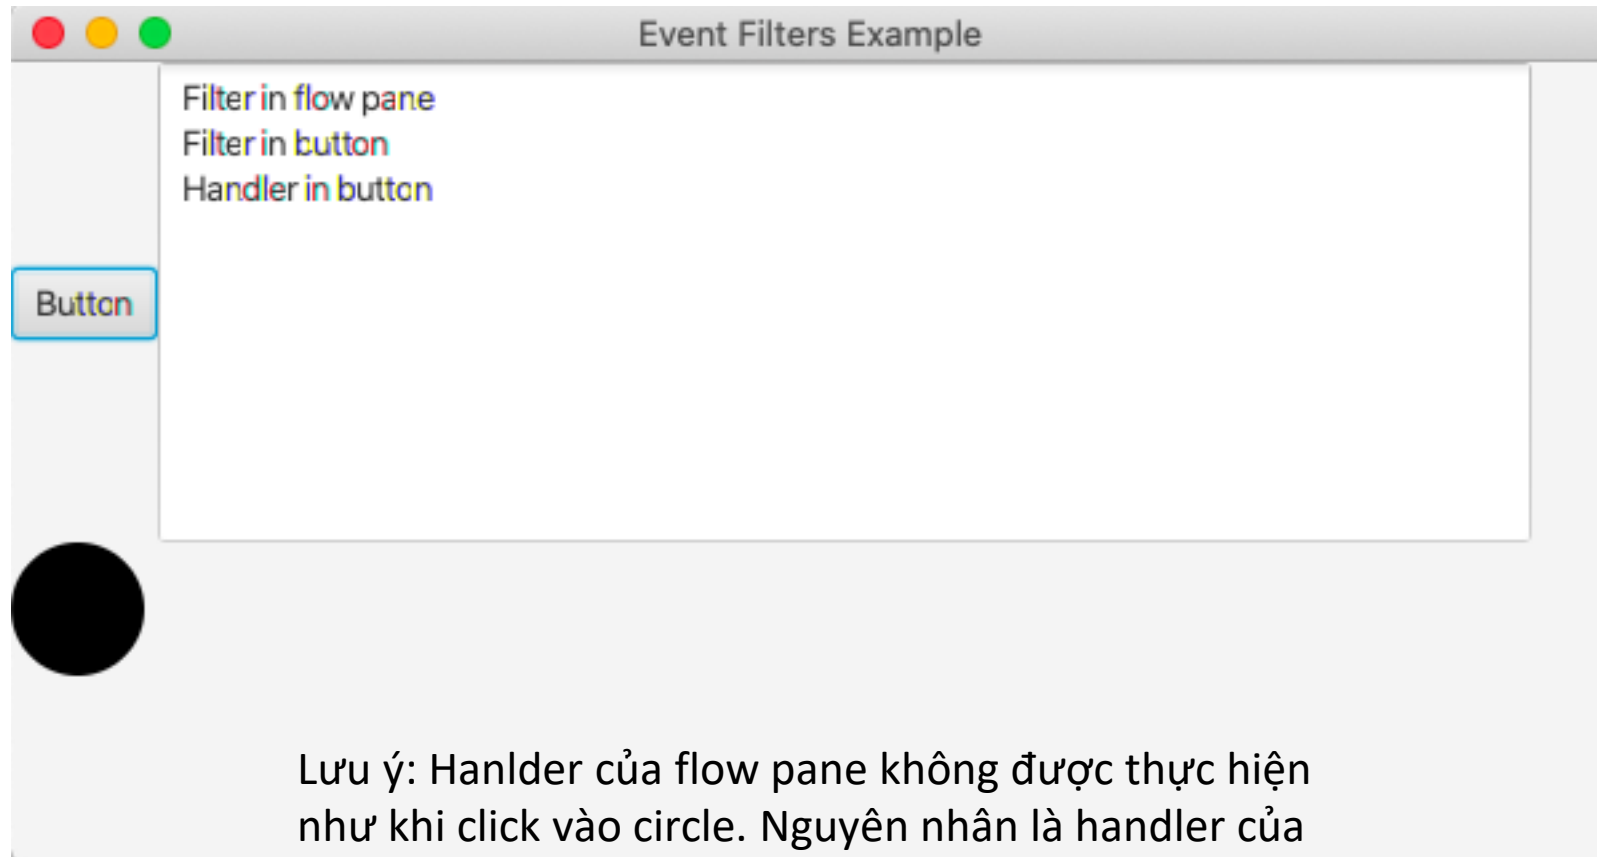 Event Filters Example
Filter in flow pane
Filter in button
Handler in button
Button
Lưu ý: Hanlder của flow pane không được thực hiện
như khi click vào circle. Nguyên nhân là handler của